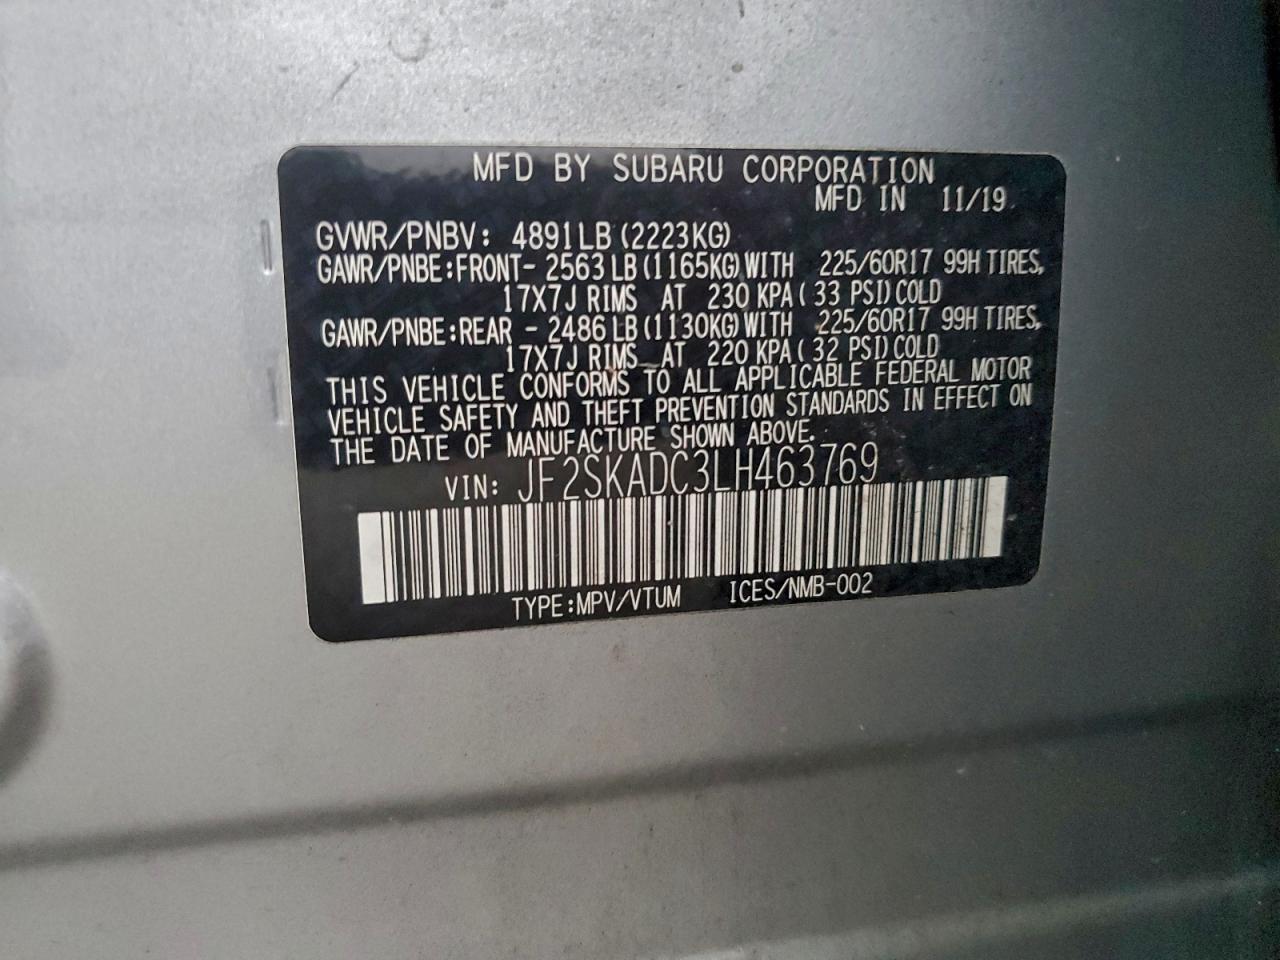 MFD BY SUBARU CORPORATION
MFD IN 11/19
GVWR/PNBV: 4891LB (2223KG)
GAWR/PNBE:FRONT- 2563 LB (1165KG) WITH 225/60R17 99H TIRES,
17X7J RIMS AT 230 KPA ( 33 PSI) COLD
GAWR/PNBE:REAR - 2486 LB (1130KG) WITH 225/60R17 99H TIRES,
17X7J RIMS AT 220 KPA ( 32 PSI) COLD
THIS VEHICLE CONFORMS TO ALL APPLICABLE FEDERAL MOTOR
VEHICLE SAFETY AND THEFT PREVENTION STANDARDS IN EFFECT ON
THE DATE OF MANUFACTURE SHOWN ABOVE.
VIN: JF2SKADC3LH463769
TYPE:MPV/VTUM ICES/NMB-002